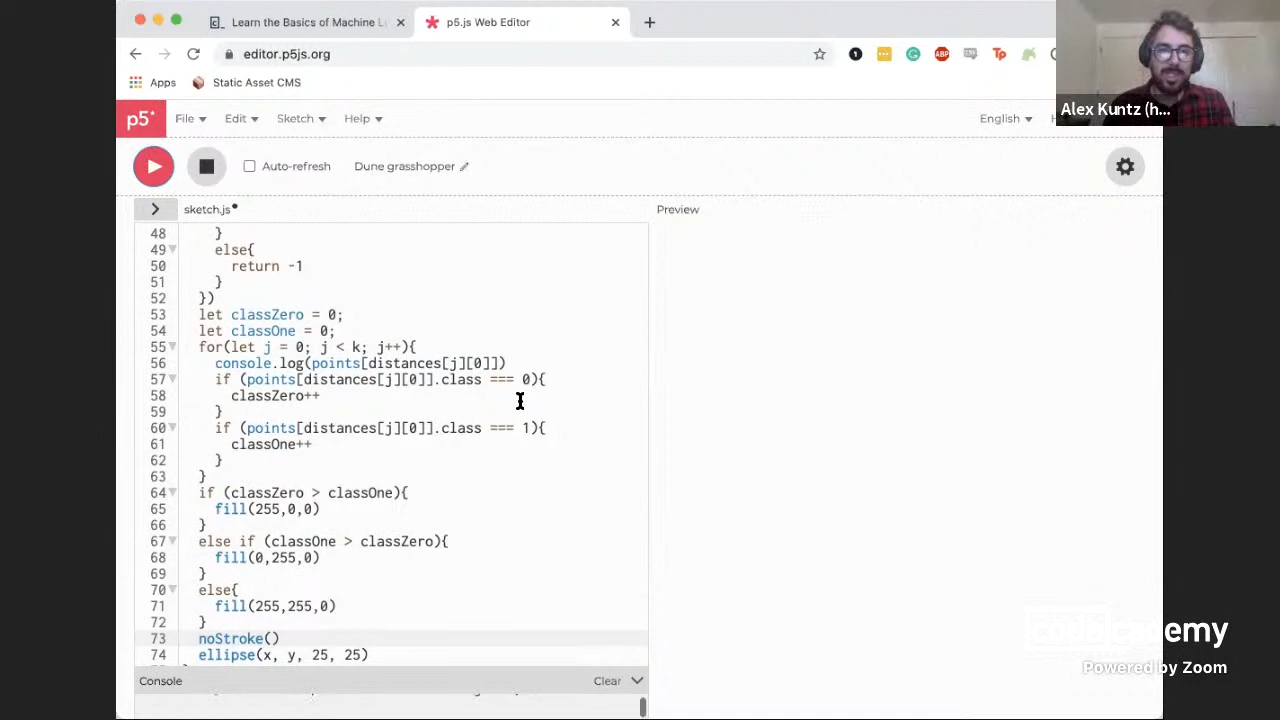 Learn the Basics of Machine L
p5.js Web Editor
editor.p5js.org
Apps
Static Asset CMS
Alex Kuntz (h...
p5*
File
Edit
Sketch
Help
English
Auto-refresh
Dune grasshopper
sketch.js
Preview
48 }
49 else{
50 return -1
51 }
52 })
53 let classZero = 0;
54 let classOne = 0;
55 for(let j = 0; j < k; j++){
56 console.log(points[distances[j][0]])
57 if (points[distances[j][0]].class === 0){
58 classZero++
59 }
60 if (points[distances[j][0]].class === 1){
61 classOne++
62 }
63 }
64 if (classZero > classOne){
65 fill(255,0,0)
66 }
67 else if (classOne > classZero){
68 fill(0,255,0)
69 }
70 else{
71 fill(255,255,0)
72 }
73 noStroke()
74 ellipse(x, y, 25, 25)
Console
Clear
codecademy
Powered by Zoom